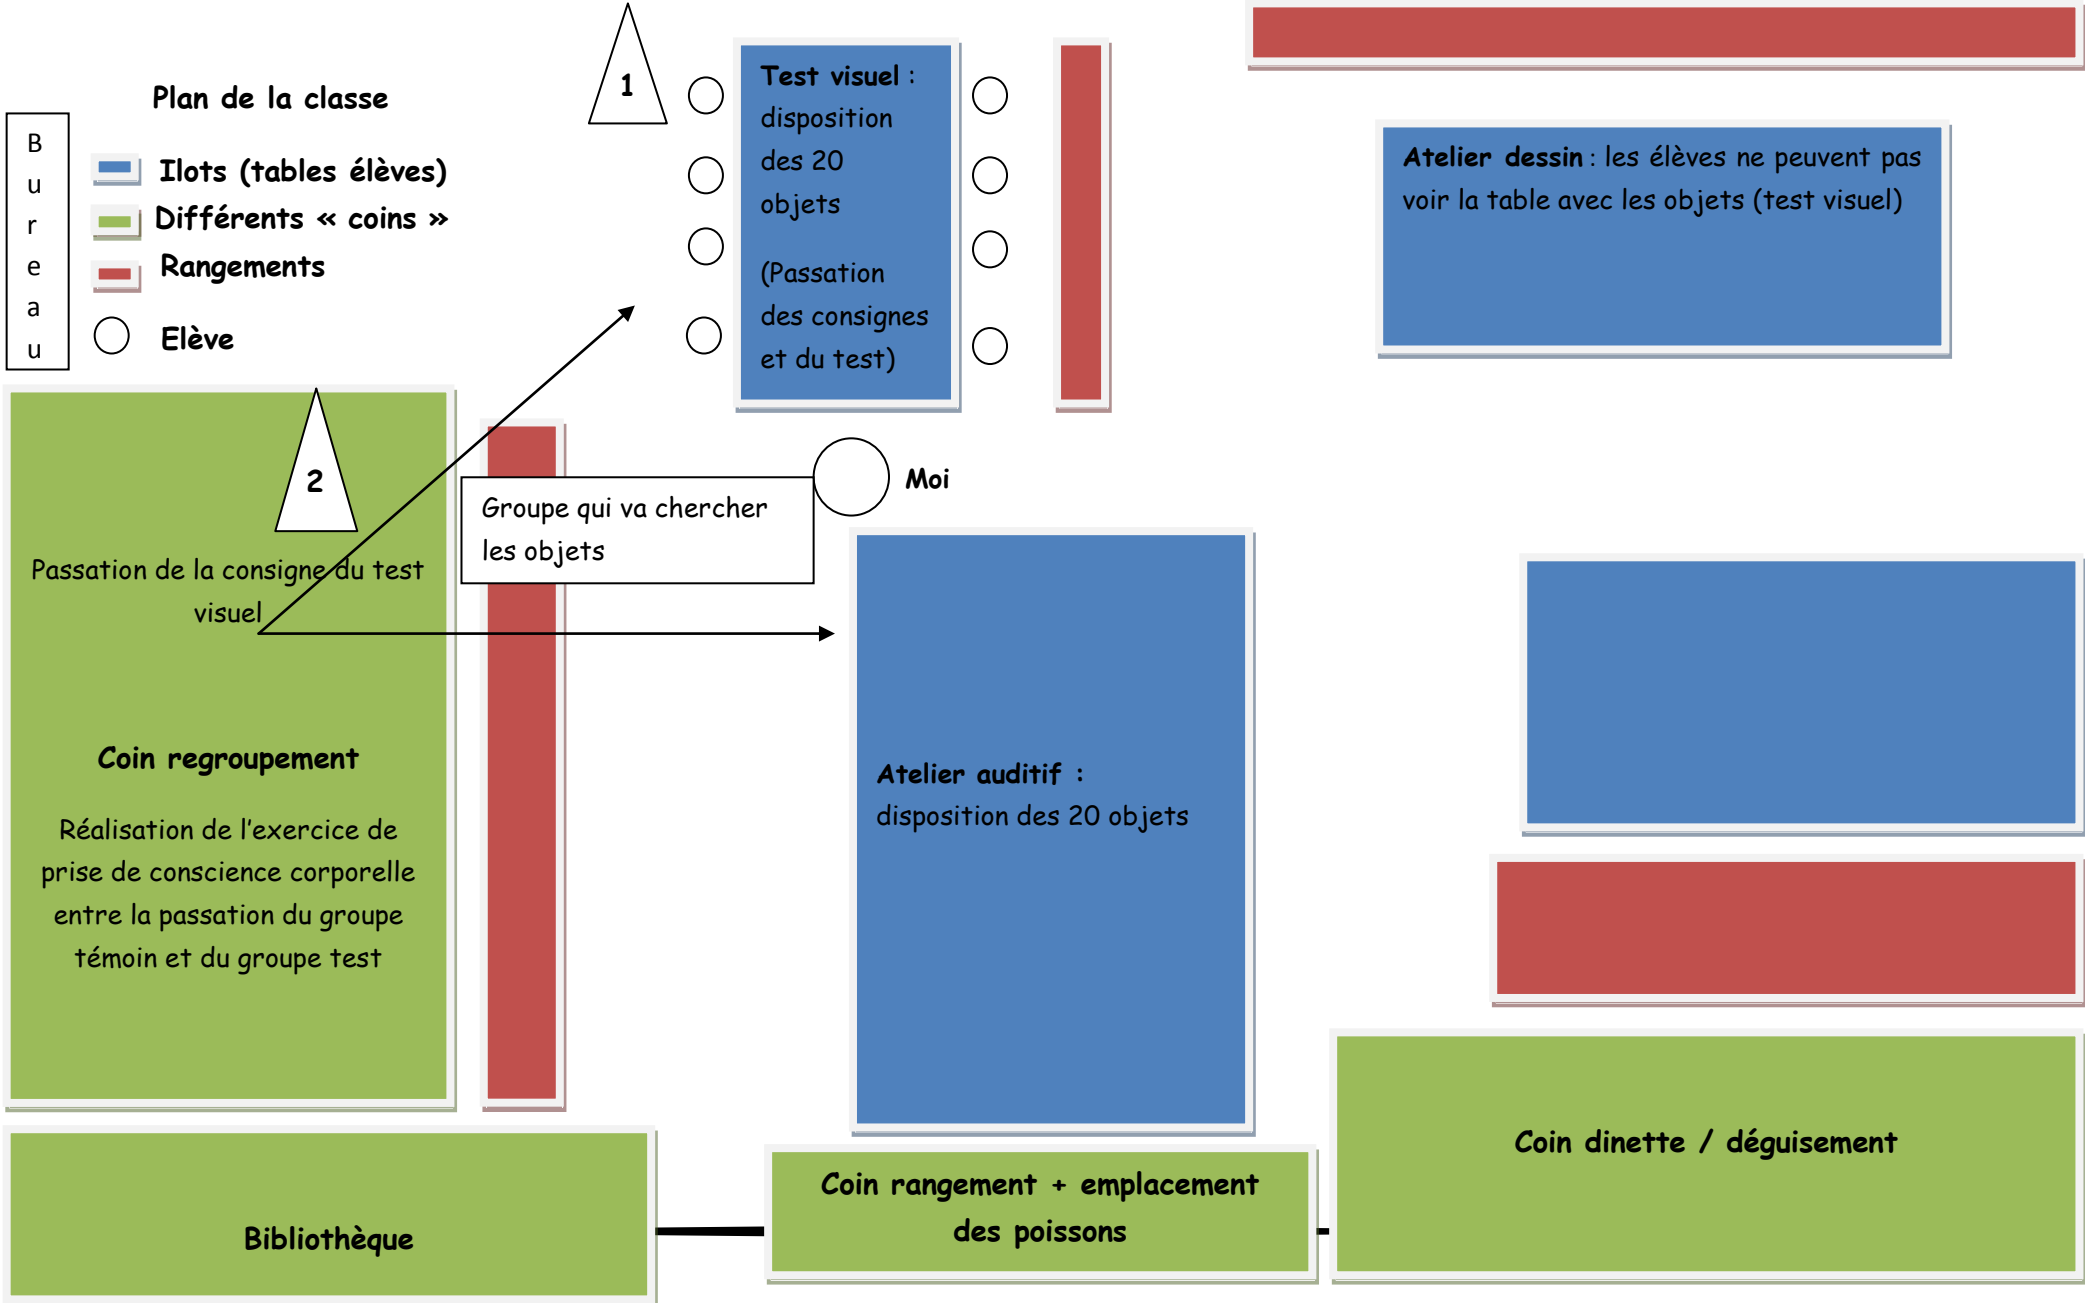 Plan de la classe
B
u
r
e
a
u
Ilots (tables élèves)
Différents « coins »
Rangements
Elève
1
Test visuel :
disposition
des 20
objets
(Passation
des consignes
et du test)
Atelier dessin : les élèves ne peuvent pas
voir la table avec les objets (test visuel)
2
Passation de la consigne du test
visuel
Groupe qui va chercher
les objets
Moi
Coin regroupement
Réalisation de l'exercice de
prise de conscience corporelle
entre la passation du groupe
témoin et du groupe test
Atelier auditif :
disposition des 20 objets
Bibliothèque
Coin rangement + emplacement
des poissons
Coin dinette / déguisement